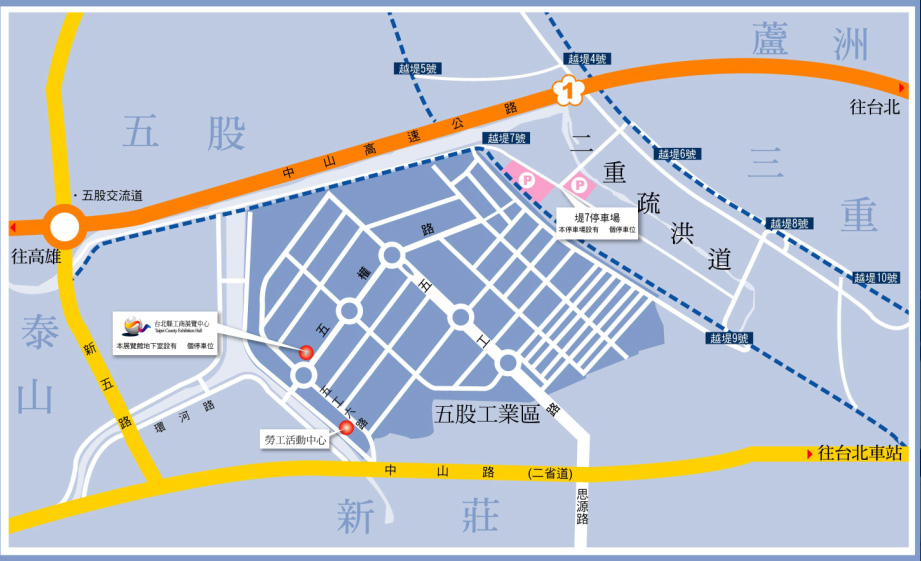 蘆洲
越堤5號
越堤4號
1
往台北
五股
中山高速公路
越堤7號
二重疏洪道
越堤6號
三重
P
P
五股交流道
堤7停車場
本停車場設有 個停車位
越堤8號
往高雄
五權路
越堤10號
泰山
台北縣工商展覽中心
Taipei County Exhibition Hall
本展覽館地下室設有 個停車位
五工路
越堤9號
新五路
五工六路
環河路
五股工業區
勞工活動中心
往台北車站
中山路(二省道)
思源路
新莊